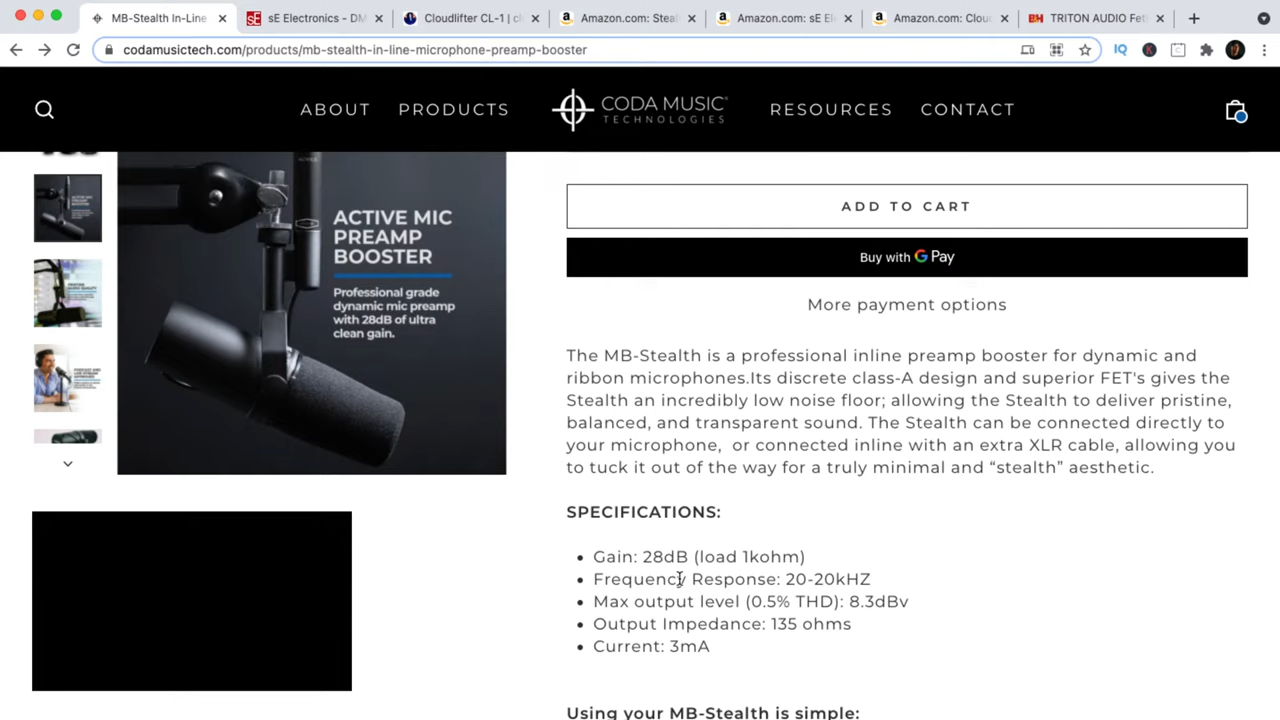 MB-Stealth In-Line
sE Electronics - DM
Cloudlifter CL-1 | cl
Amazon.com: Steal
Amazon.com: sE El
Amazon.com: Clou
TRITON AUDIO Fet
codamusictech.com/products/mb-stealth-in-line-microphone-preamp-booster
ABOUT
PRODUCTS
CODA MUSIC
TECHNOLOGIES
RESOURCES
CONTACT
ACTIVE MIC
PREAMP
BOOSTER
Professional grade
dynamic mic preamp
with 28dB of ultra
clean gain.
ADD TO CART
Buy with G Pay
More payment options
The MB-Stealth is a professional inline preamp booster for dynamic and
ribbon microphones.Its discrete class-A design and superior FET's gives the
Stealth an incredibly low noise floor; allowing the Stealth to deliver pristine,
balanced, and transparent sound. The Stealth can be connected directly to
your microphone, or connected inline with an extra XLR cable, allowing you
to tuck it out of the way for a truly minimal and “stealth” aesthetic.
SPECIFICATIONS:
• Gain: 28dB (load 1kohm)
• Frequency Response: 20-20kHZ
• Max output level (0.5% THD): 8.3dBv
• Output Impedance: 135 ohms
• Current: 3mA
Using your MB-Stealth is simple: